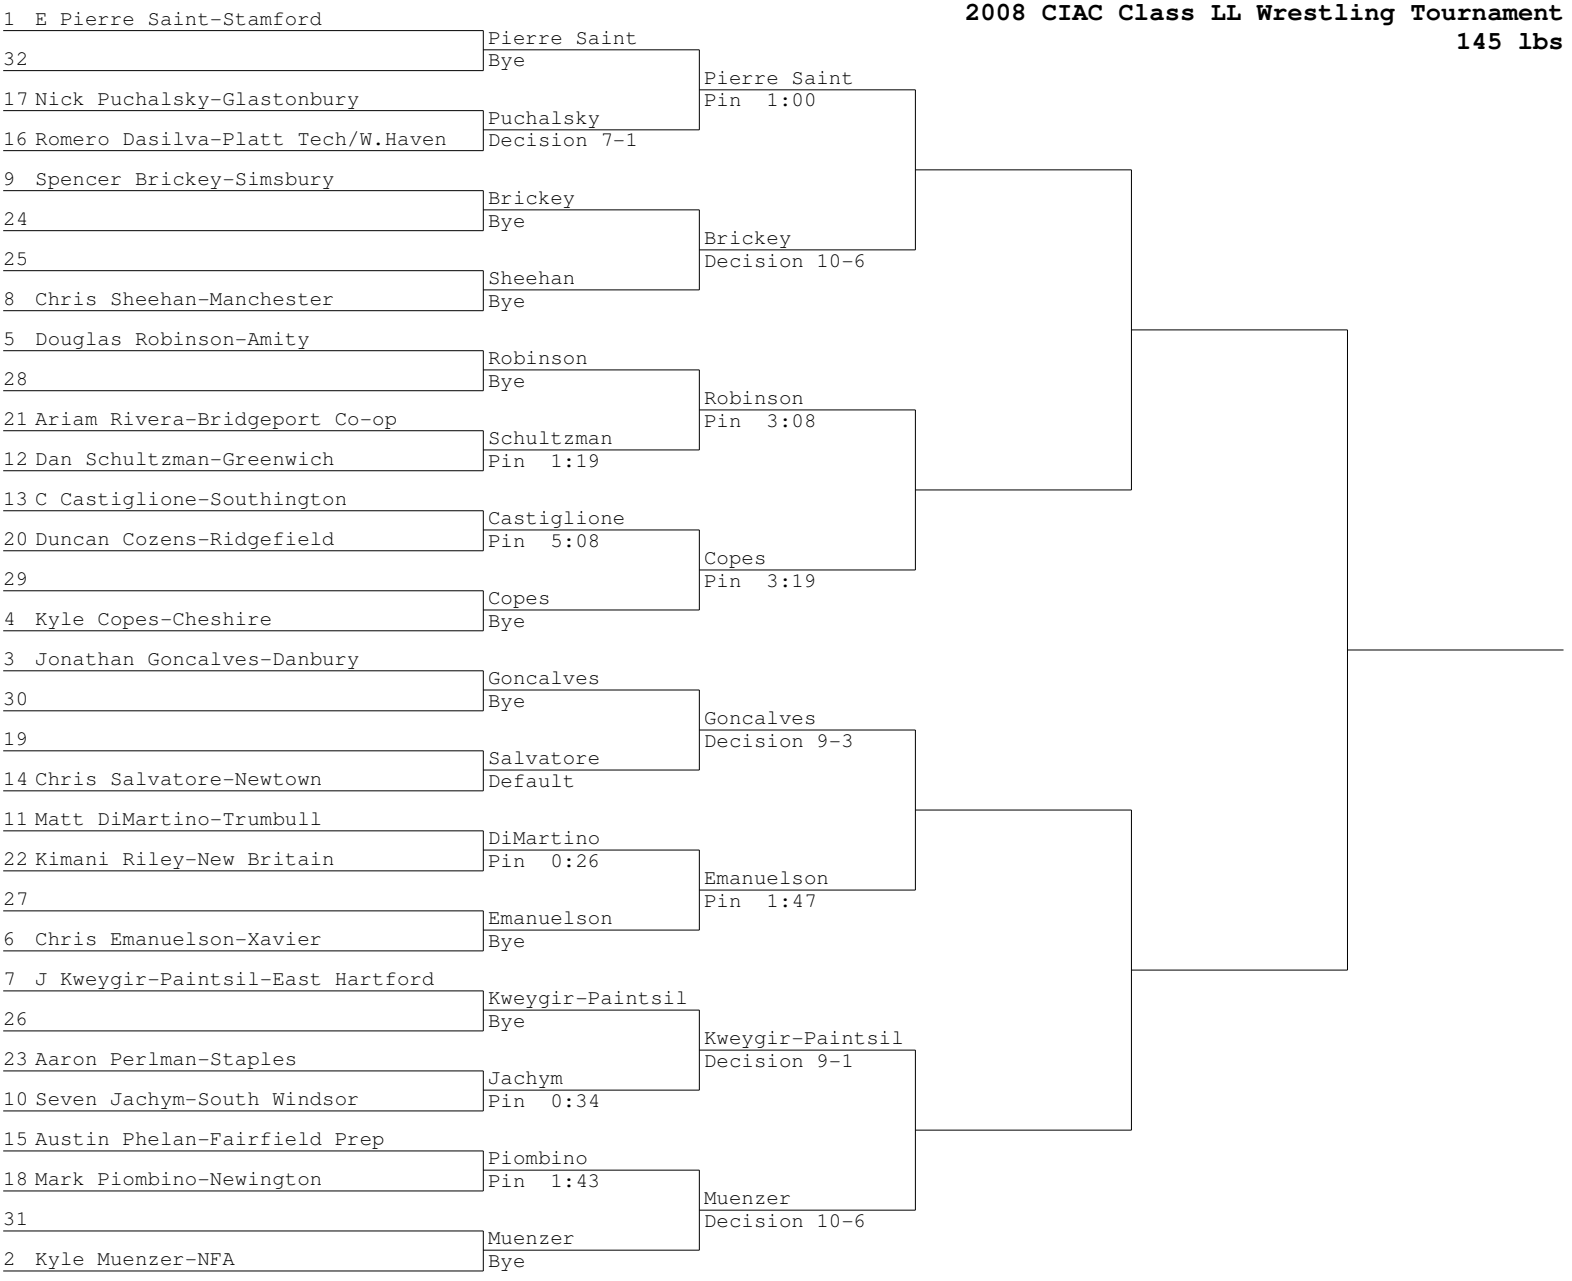 2008 CIAC Class LL Wrestling Tournament
145 lbs
1 E Pierre Saint-Stamford
32
17 Nick Puchalsky-Glastonbury
16 Romero Dasilva-Platt Tech/W.Haven
9 Spencer Brickey-Simsbury
24
25
8 Chris Sheehan-Manchester
5 Douglas Robinson-Amity
28
21 Ariam Rivera-Bridgeport Co-op
12 Dan Schultzman-Greenwich
13 C Castiglione-Southington
20 Duncan Cozens-Ridgefield
29
4 Kyle Copes-Cheshire
3 Jonathan Goncalves-Danbury
30
19
14 Chris Salvatore-Newtown
11 Matt DiMartino-Trumbull
22 Kimani Riley-New Britain
27
6 Chris Emanuelson-Xavier
7 J Kweygir-Paintsil-East Hartford
26
23 Aaron Perlman-Staples
10 Seven Jachym-South Windsor
15 Austin Phelan-Fairfield Prep
18 Mark Piombino-Newington
31
2 Kyle Muenzer-NFA
Pierre Saint
Bye
Puchalsky
Decision 7-1
Brickey
Bye
Sheehan
Bye
Robinson
Bye
Schultzman
Pin 1:19
Castiglione
Pin 5:08
Copes
Bye
Goncalves
Bye
Salvatore
Default
DiMartino
Pin 0:26
Emanuelson
Bye
Kweygir-Paintsil
Bye
Jachym
Pin 0:34
Piombino
Pin 1:43
Muenzer
Bye
Pierre Saint
Pin 1:00
Brickey
Decision 10-6
Robinson
Pin 3:08
Copes
Pin 3:19
Goncalves
Decision 9-3
Emanuelson
Pin 1:47
Kweygir-Paintsil
Decision 9-1
Muenzer
Decision 10-6